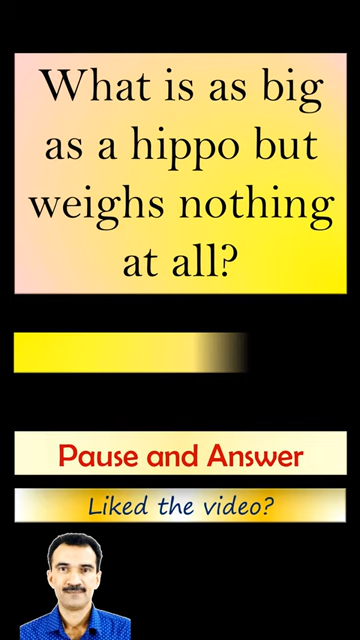 What is as big
as a hippo but
weighs nothing
at all?
Pause and Answer
Liked the video?